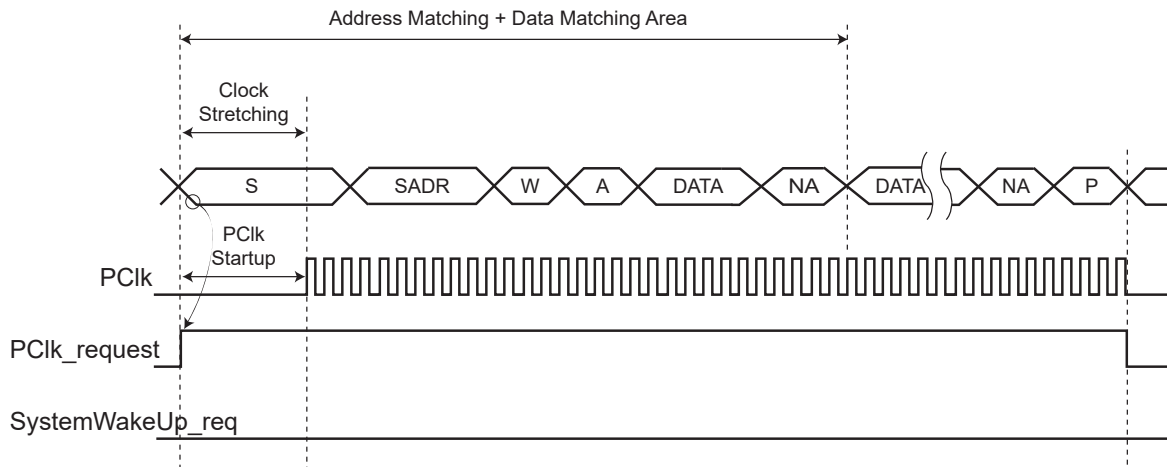 Address Matching + Data Matching Area
Clock
Stretching
S
SADR
W
A
DATA
NA
DATA
NA
P
PClk
Startup
PClk
PClk_request
SystemWakeUp_req